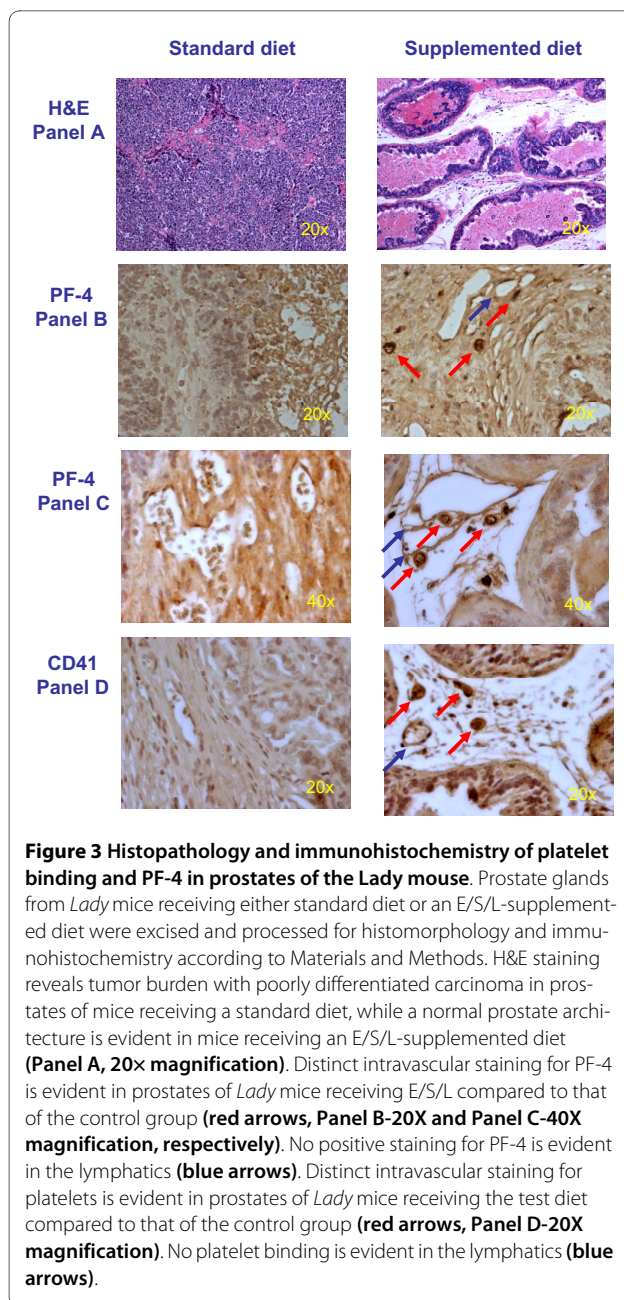 Standard diet Supplemented diet
H&E
Panel A
20x 20x
PF-4
Panel B
20x 20x
PF-4
Panel C
40x 40x
CD41
Panel D
20x 20x
Figure 3 Histopathology and immunohistochemistry of platelet
binding and PF-4 in prostates of the Lady mouse. Prostate glands
from Lady mice receiving either standard diet or an E/S/L-supplement-
ed diet were excised and processed for histomorphology and immu-
nohistochemistry according to Materials and Methods. H&E staining
reveals tumor burden with poorly differentiated carcinoma in pros-
tates of mice receiving a standard diet, while a normal prostate archi-
tecture is evident in mice receiving an E/S/L-supplemented diet
(Panel A, 20× magnification). Distinct intravascular staining for PF-4
is evident in prostates of Lady mice receiving E/S/L compared to that
of the control group (red arrows, Panel B-20X and Panel C-40X
magnification, respectively). No positive staining for PF-4 is evident
in the lymphatics (blue arrows). Distinct intravascular staining for
platelets is evident in prostates of Lady mice receiving the test diet
compared to that of the control group (red arrows, Panel D-20X
magnification). No platelet binding is evident in the lymphatics (blue
arrows).